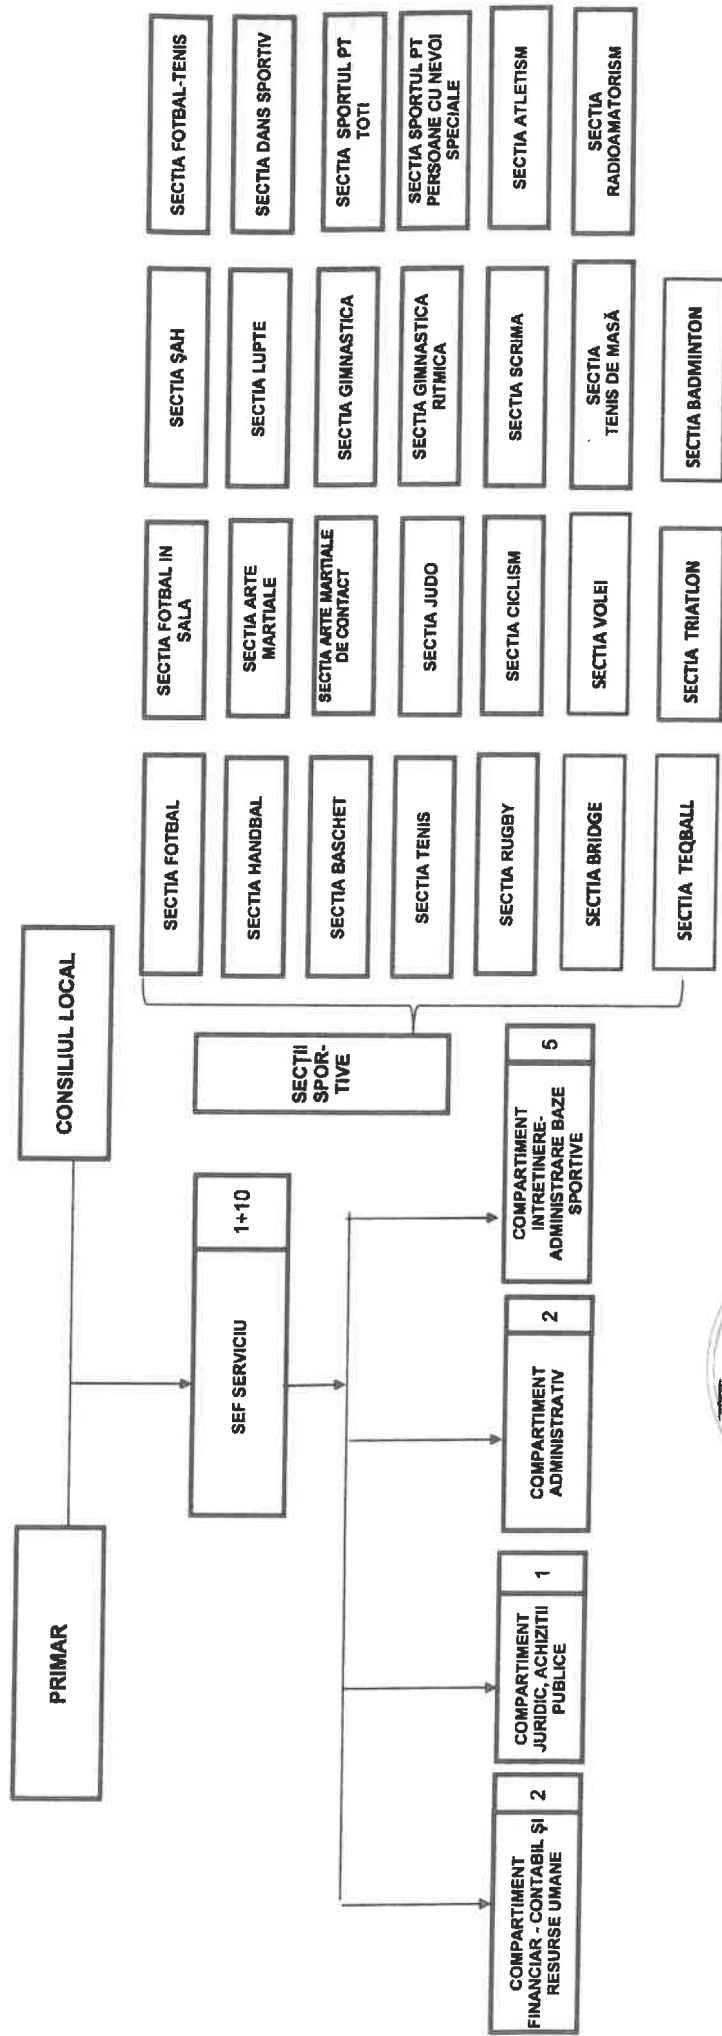 PRIMAR
CONSILIUL LOCAL
SEF SERVICIU
1+10
COMPARTIMENT
FINANCIAR - CONTABIL ŞI
RESURSE UMANE
2
COMPARTIMENT
JURIDIC, ACHIZITII
PUBLICE
1
COMPARTIMENT
ADMINISTRATIV
2
COMPARTIMENT
INTRETINERE-
ADMINISTRARE BAZE
SPORTIVE
5
SECTII
SPOR-
TIVE
SECTIA FOTBAL
SECTIA FOTBAL IN
SALA
SECTIA ŞAH
SECTIA FOTBAL-TENIS
SECTIA HANDBAL
SECTIA ARTE
MARTIALE
SECTIA LUPTE
SECTIA DANS SPORTIV
SECTIA BASCHET
SECTIA ARTE MARTIALE
DE CONTACT
SECTIA GIMNASTICA
SECTIA SPORTUL PT
TOTI
SECTIA TENIS
SECTIA JUDO
SECTIA GIMNASTICA
RITMICA
SECTIA SPORTUL PT
PERSOANE CU NEVOI
SPECIALE
SECTIA RUGBY
SECTIA CICLISM
SECTIA SCRIMA
SECTIA ATLETISM
SECTIA BRIDGE
SECTIA VOLEI
SECTIA
TENIS DE MASĂ
SECTIA
RADIOAMATORISM
SECTIA TEQBALL
SECTIA TRIATLON
SECTIA BADMINTON